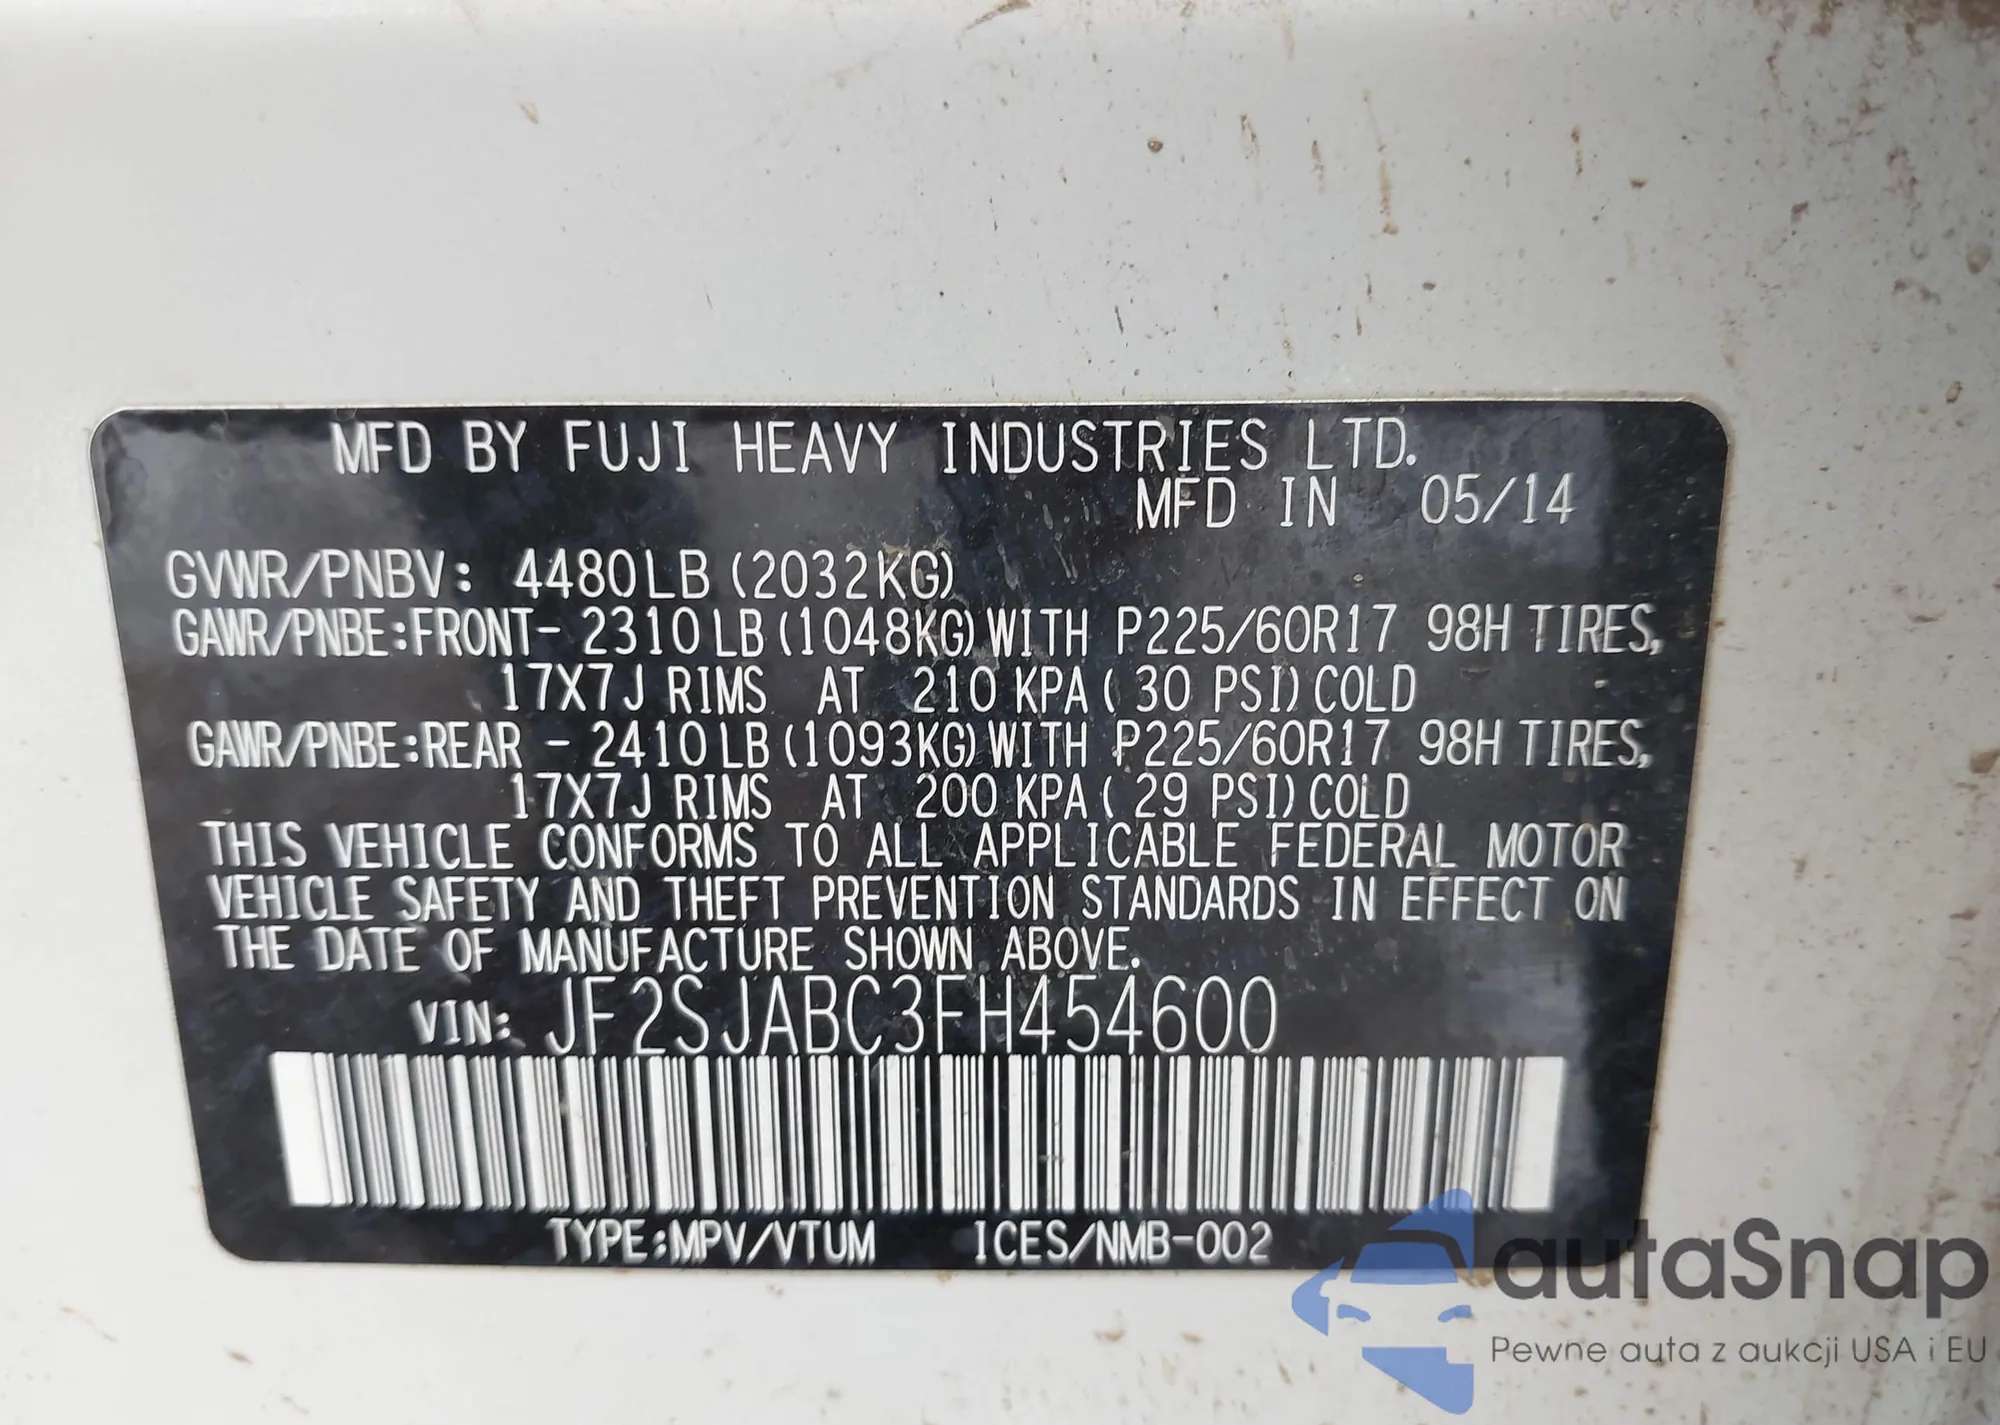 MFD BY FUJI HEAVY INDUSTRIES LTD.
MFD IN 05/14
GVWR/PNBV: 4480LB(2032KG)
GAWR/PNBE:FRONT- 2310LB(1048KG)WITH P225/60R17 98H TIRES,
17X7J RIMS AT 210 KPA( 30 PSI)COLD
GAWR/PNBE:REAR - 2410LB(1093KG)WITH P225/60R17 98H TIRES,
17X7J RIMS AT 200 KPA( 29 PSI)COLD
THIS VEHICLE CONFORMS TO ALL APPLICABLE FEDERAL MOTOR
VEHICLE SAFETY AND THEFT PREVENTION STANDARDS IN EFFECT ON
THE DATE OF MANUFACTURE SHOWN ABOVE.
VIN: JF2SJABC3FH454600
TYPE:MPV/VTUM ICES/NMB-002
autaSnap
Pewne auta z aukcji USA i EU